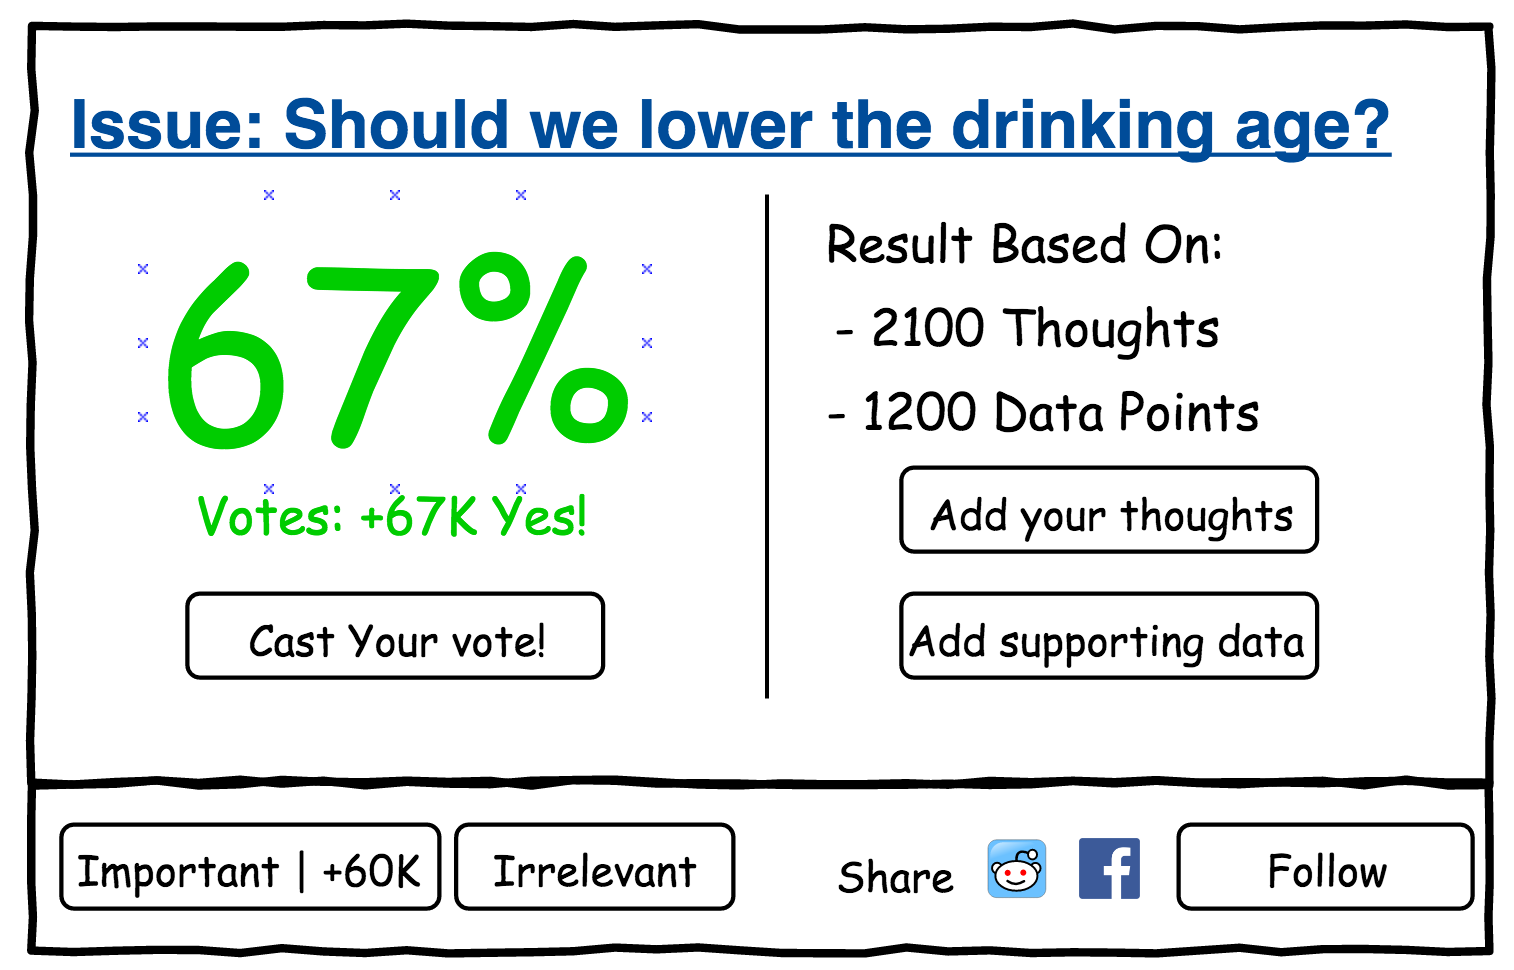 Issue: Should we lower the drinking age?
67%
Votes: +67K Yes!
Cast Your vote!
Result Based On:
- 2100 Thoughts
- 1200 Data Points
Add your thoughts
Add supporting data
Important | +60K
Irrelevant
Share
Follow